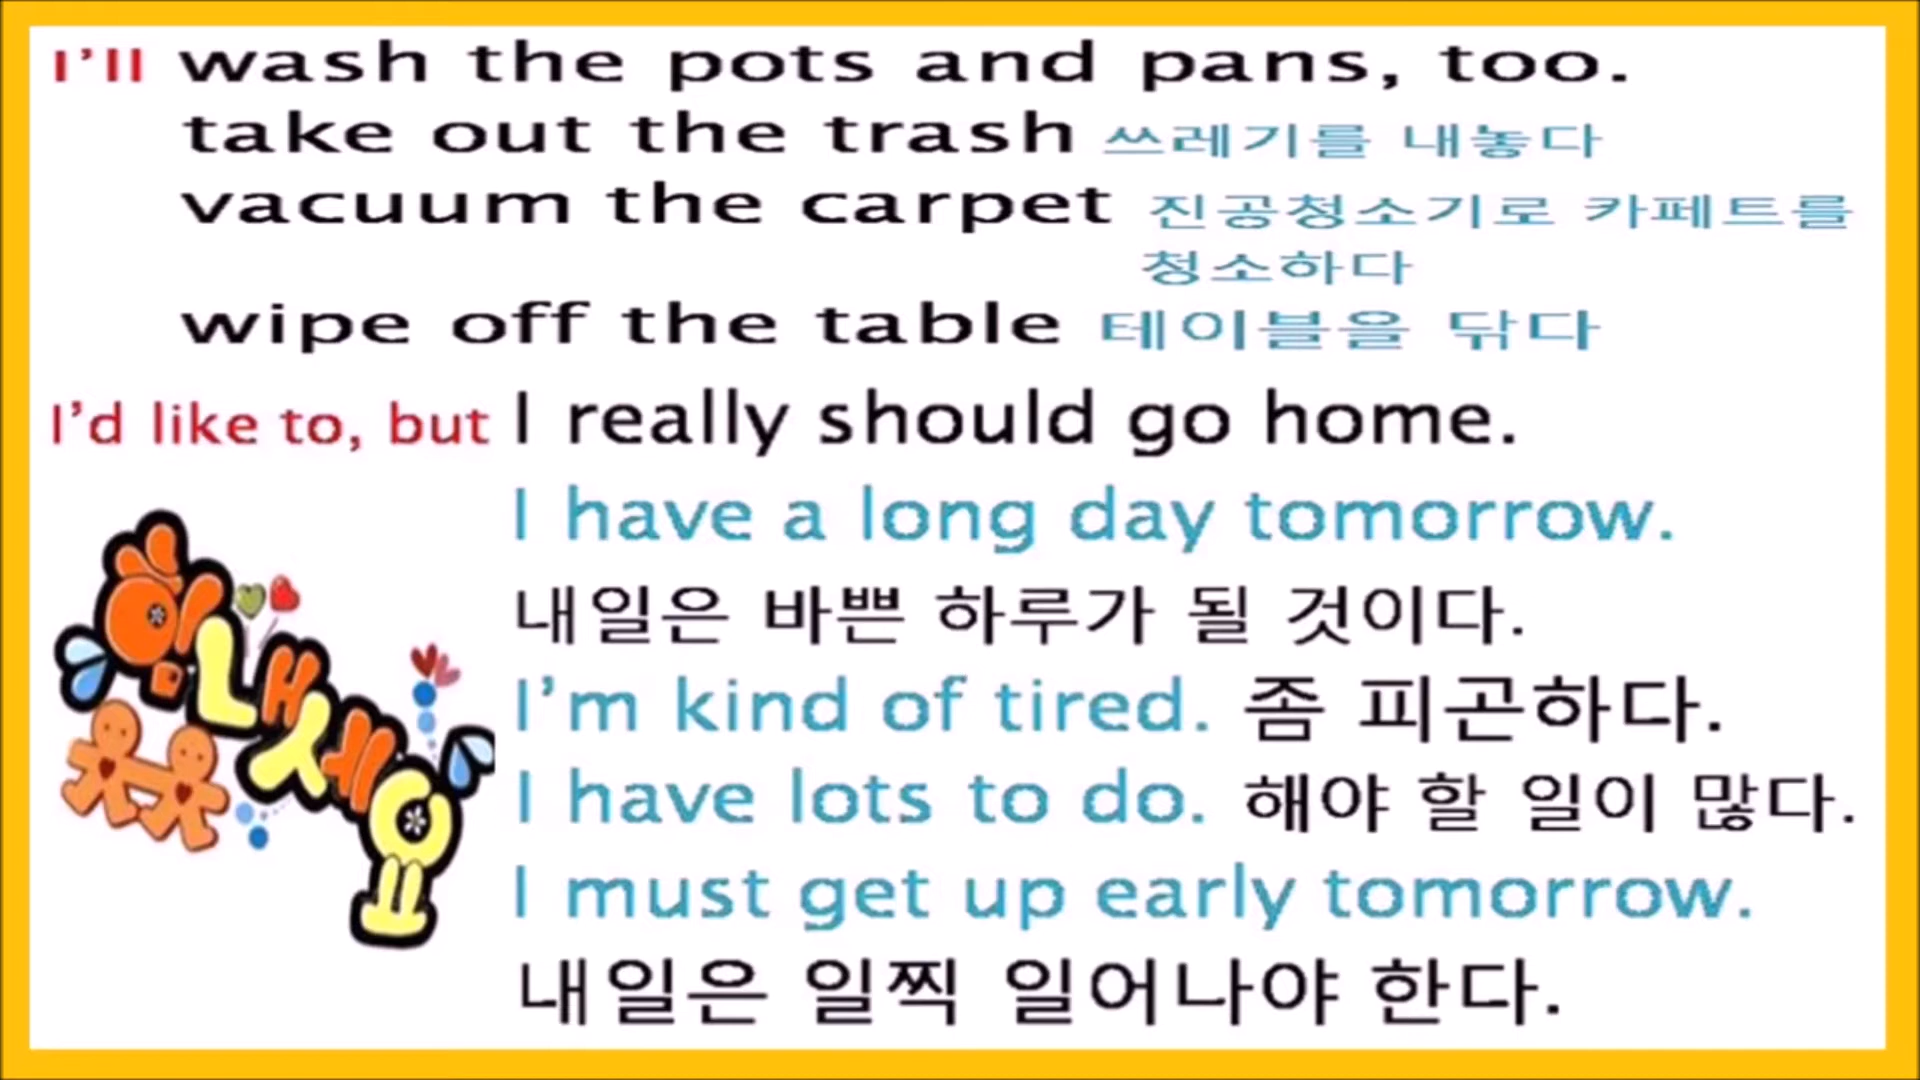 I'll wash the pots and pans, too.
take out the trash 쓰레기를 내놓다
vacuum the carpet 진공청소기로 카페트를
청소하다
wipe off the table 테이블을 닦다
I'd like to, but I really should go home.
I have a long day tomorrow.
내일은 바쁜 하루가 될 것이다.
I'm kind of tired. 좀 피곤하다.
I have lots to do. 해야 할 일이 많다.
I must get up early tomorrow.
내일은 일찍 일어나야 한다.
힘내세요